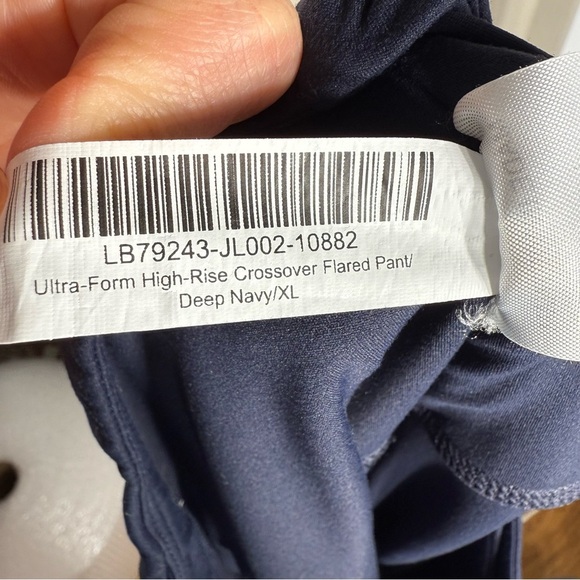 LB79243-JL002-10882
Ultra-Form High-Rise Crossover Flared Pant/
Deep Navy/XL